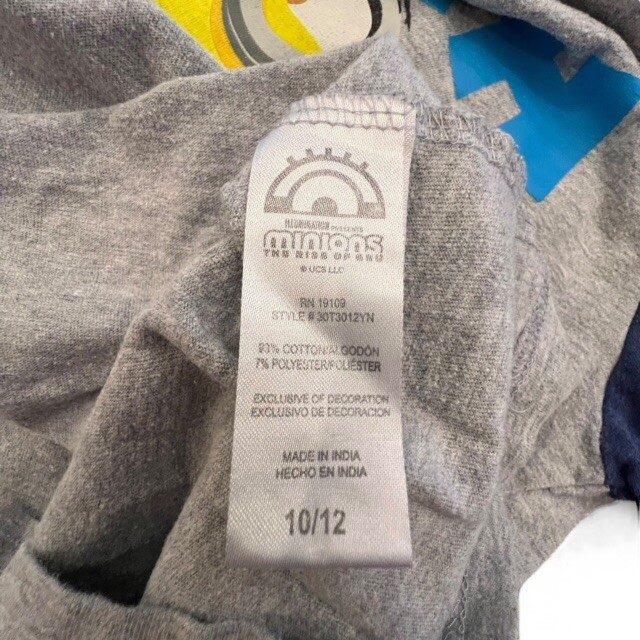 ILLUMINATION PRESENTS
minions
THE RISE OF GRU
© UCS LLC
RN 19109
STYLE # 30T3012YN
93% COTTON/ALGODÓN
7% POLYESTER/POLIÉSTER
EXCLUSIVE OF DECORATION
EXCLUSIVO DE DECORACION
MADE IN INDIA
HECHO EN INDIA
10/12